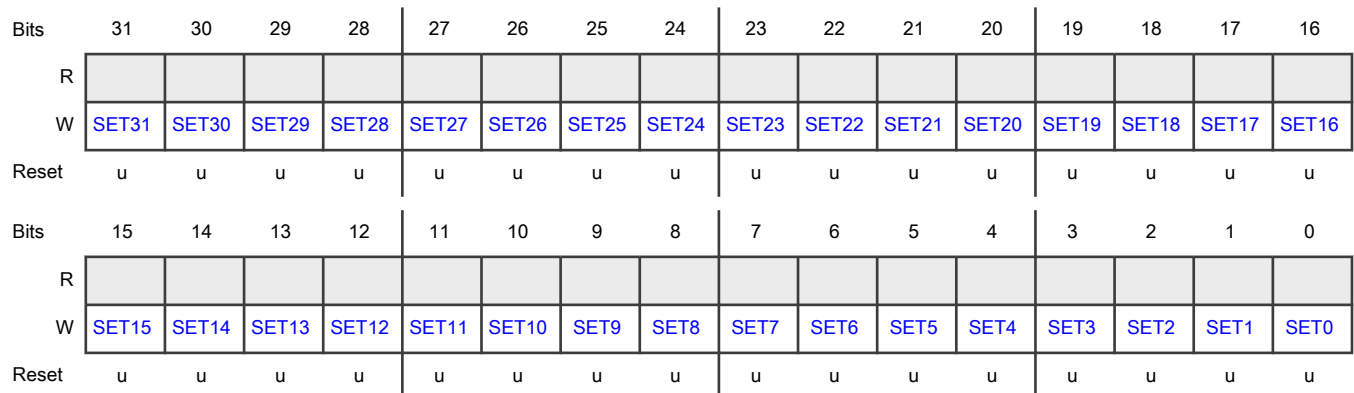 Bits 31 30 29 28 27 26 25 24 23 22 21 20 19 18 17 16
R
W SET31 SET30 SET29 SET28 SET27 SET26 SET25 SET24 SET23 SET22 SET21 SET20 SET19 SET18 SET17 SET16
Reset u u u u u u u u u u u u u u u u
Bits 15 14 13 12 11 10 9 8 7 6 5 4 3 2 1 0
R
W SET15 SET14 SET13 SET12 SET11 SET10 SET9 SET8 SET7 SET6 SET5 SET4 SET3 SET2 SET1 SET0
Reset u u u u u u u u u u u u u u u u